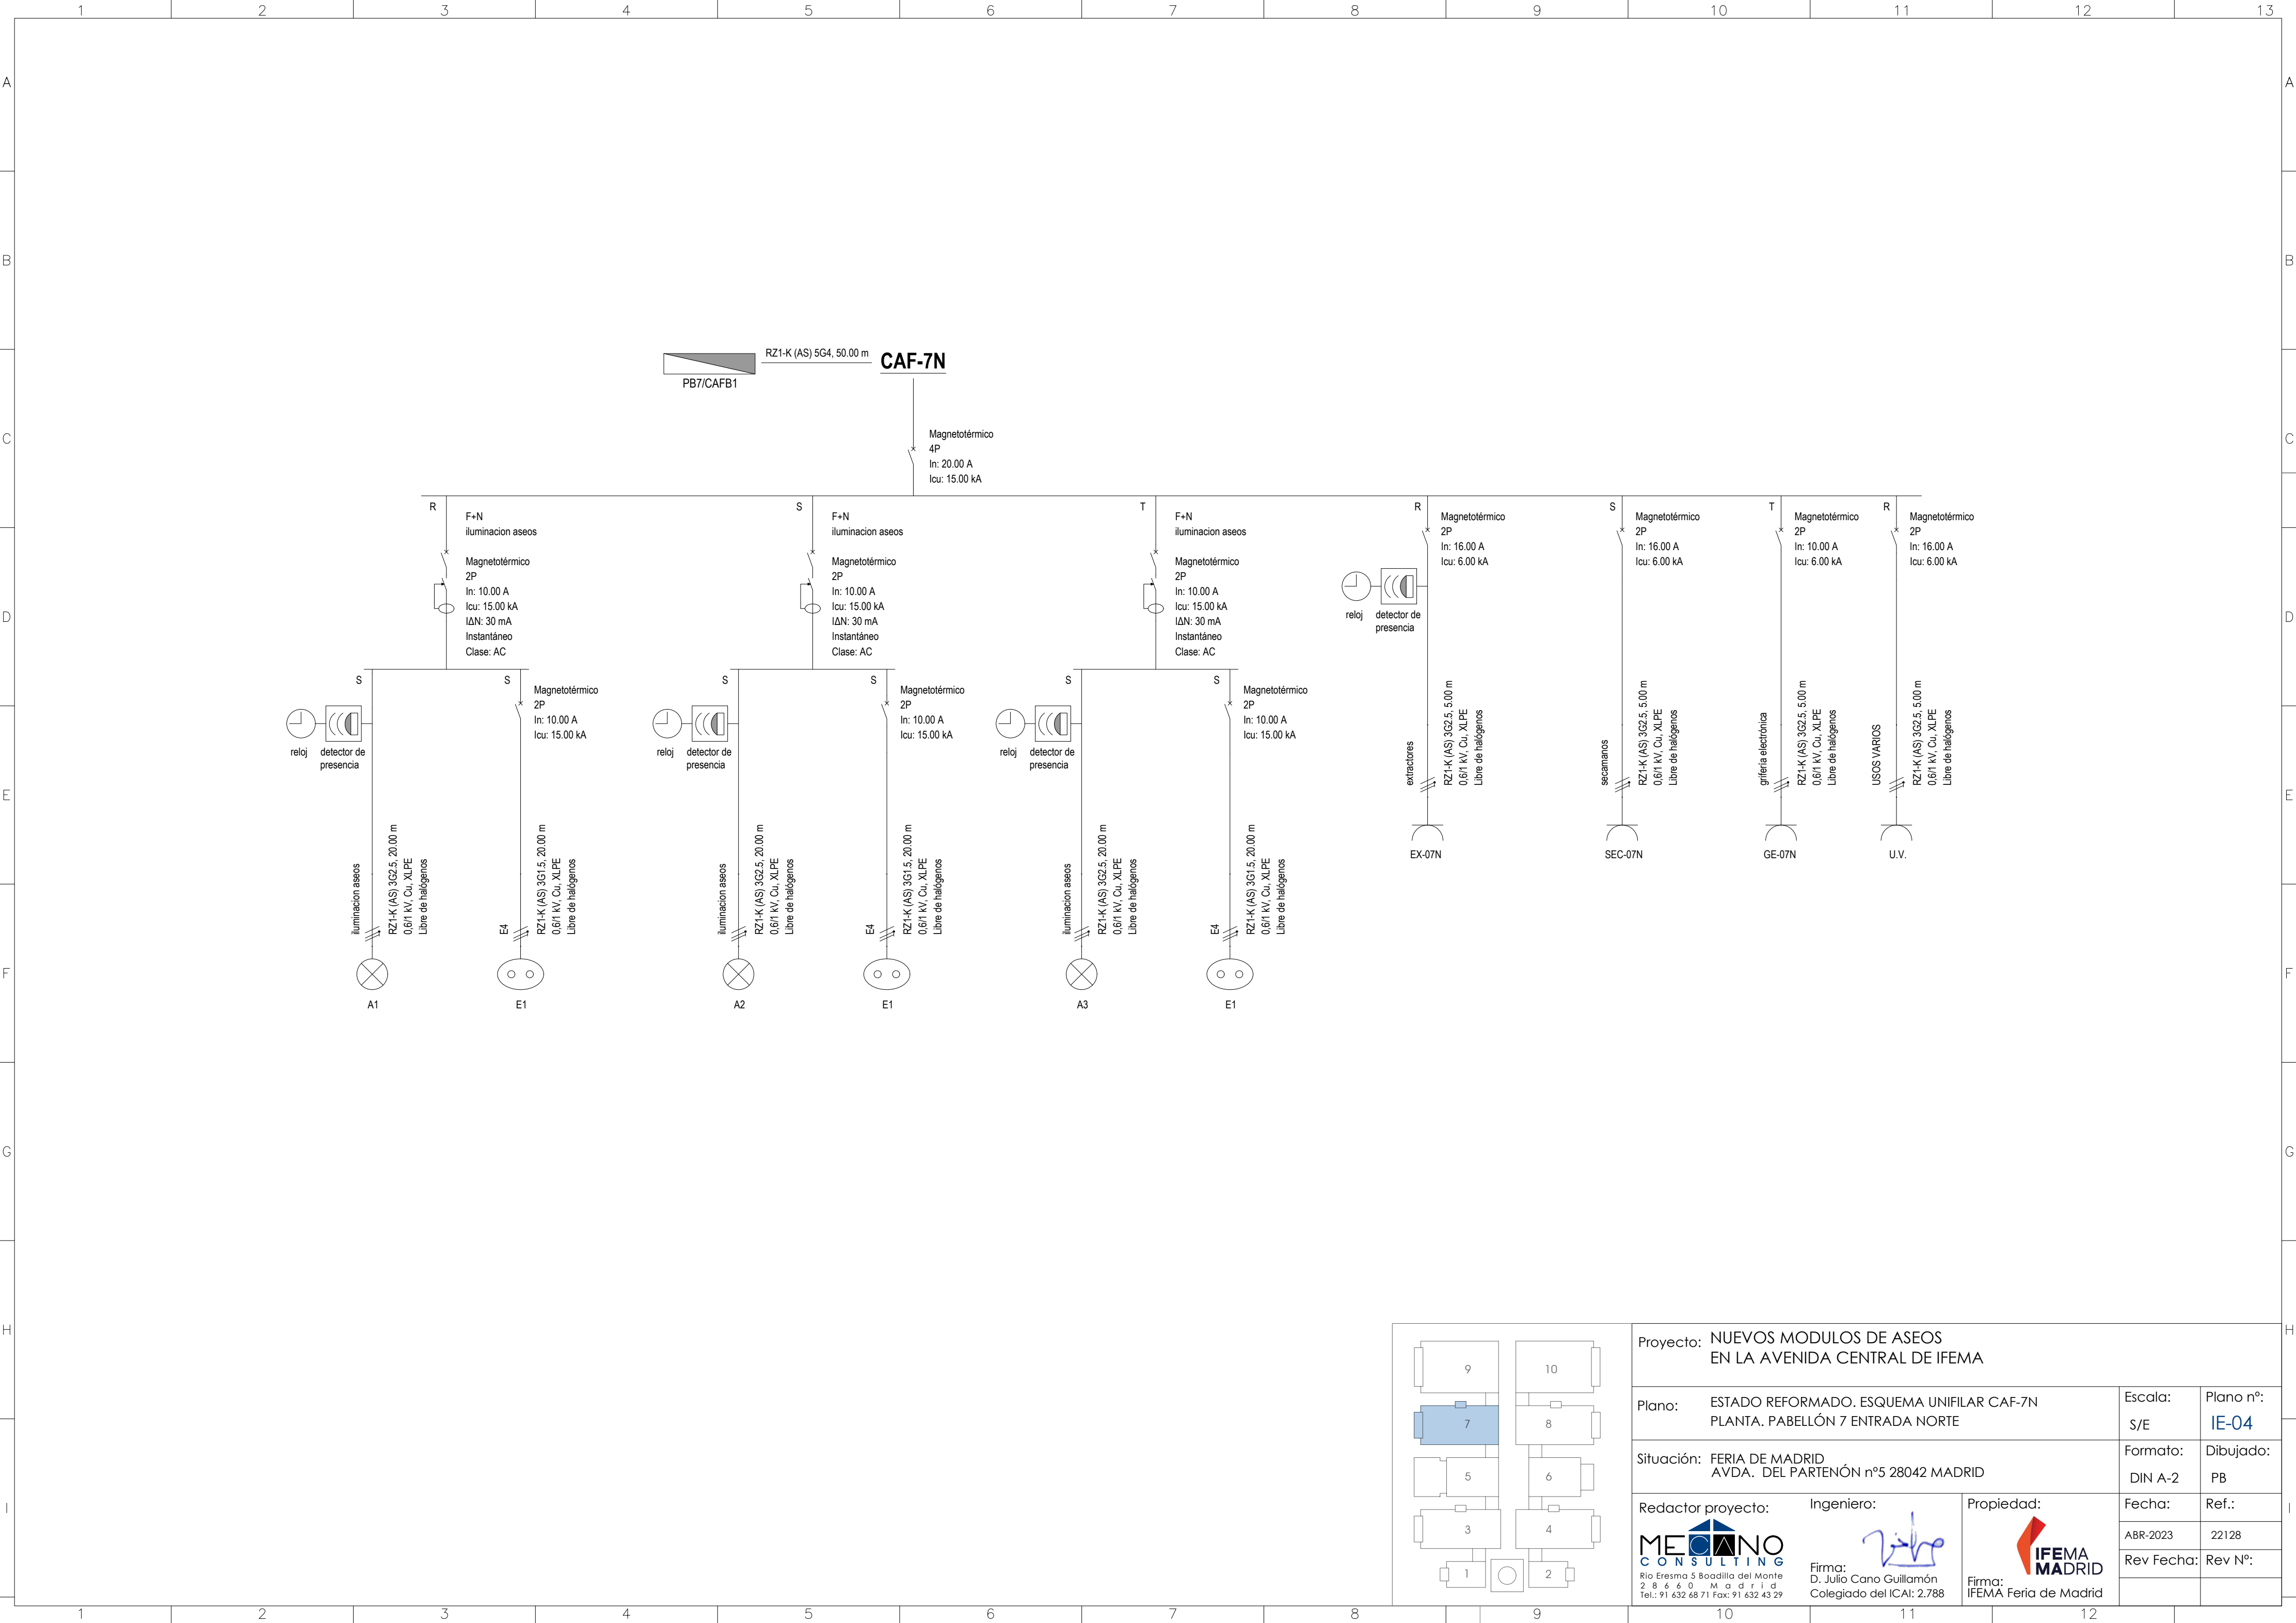 1 2 3 4 5 6 7 8 9 10 11 12 13
A A
B B
C C
D D
E E
F F
G G
H H
I I
PB7/CAFB1
RZ1-K (AS) 5G4, 50.00 m
CAF-7N
Magnetotérmico
4P
In: 20.00 A
Icu: 15.00 kA
R
F+N
iluminacion aseos
Magnetotérmico
2P
In: 10.00 A
Icu: 15.00 kA
IΔN: 30 mA
Instantáneo
Clase: AC
S
reloj
detector de
presencia
iluminacion aseos
RZ1-K (AS) 3G2.5, 20.00 m
0,6/1 kV, Cu, XLPE
Libre de halógenos
A1
S
Magnetotérmico
2P
In: 10.00 A
Icu: 15.00 kA
E4
RZ1-K (AS) 3G1.5, 20.00 m
0,6/1 kV, Cu, XLPE
Libre de halógenos
E1
S
F+N
iluminacion aseos
Magnetotérmico
2P
In: 10.00 A
Icu: 15.00 kA
IΔN: 30 mA
Instantáneo
Clase: AC
S
reloj
detector de
presencia
iluminacion aseos
RZ1-K (AS) 3G2.5, 20.00 m
0,6/1 kV, Cu, XLPE
Libre de halógenos
A2
S
Magnetotérmico
2P
In: 10.00 A
Icu: 15.00 kA
E4
RZ1-K (AS) 3G1.5, 20.00 m
0,6/1 kV, Cu, XLPE
Libre de halógenos
E1
T
F+N
iluminacion aseos
Magnetotérmico
2P
In: 10.00 A
Icu: 15.00 kA
IΔN: 30 mA
Instantáneo
Clase: AC
S
reloj
detector de
presencia
iluminacion aseos
RZ1-K (AS) 3G2.5, 20.00 m
0,6/1 kV, Cu, XLPE
Libre de halógenos
A3
S
Magnetotérmico
2P
In: 10.00 A
Icu: 15.00 kA
E4
RZ1-K (AS) 3G1.5, 20.00 m
0,6/1 kV, Cu, XLPE
Libre de halógenos
E1
R
Magnetotérmico
2P
In: 16.00 A
Icu: 6.00 kA
reloj
detector de
presencia
extractores
RZ1-K (AS) 3G2.5, 5.00 m
0,6/1 kV, Cu, XLPE
Libre de halógenos
EX-07N
S
Magnetotérmico
2P
In: 16.00 A
Icu: 6.00 kA
secamanos
RZ1-K (AS) 3G2.5, 5.00 m
0,6/1 kV, Cu, XLPE
Libre de halógenos
SEC-07N
T
Magnetotérmico
2P
In: 10.00 A
Icu: 6.00 kA
grifería electrónica
RZ1-K (AS) 3G2.5, 5.00 m
0,6/1 kV, Cu, XLPE
Libre de halógenos
GE-07N
R
Magnetotérmico
2P
In: 16.00 A
Icu: 6.00 kA
USOS VARIOS
RZ1-K (AS) 3G2.5, 5.00 m
0,6/1 kV, Cu, XLPE
Libre de halógenos
U.V.
9 10
7 8
5 6
3 4
1 2
Proyecto: NUEVOS MODULOS DE ASEOS
EN LA AVENIDA CENTRAL DE IFEMA
Plano: ESTADO REFORMADO. ESQUEMA UNIFILAR CAF-7N
PLANTA. PABELLÓN 7 ENTRADA NORTE
Escala:
S/E
Plano nº:
IE-04
Situación: FERIA DE MADRID
AVDA. DEL PARTENÓN nº5 28042 MADRID
Formato:
DIN A-2
Dibujado:
PB
Redactor proyecto:
MECANO
CONSULTING
Rio Eresma 5 Boadilla del Monte
28660 Madrid
Tel.: 91 632 68 71 Fax: 91 632 43 29
Ingeniero:
Firma:
D. Julio Cano Guillamón
Colegiado del ICAI: 2.788
Propiedad:
IFEMA
MADRID
Firma:
IFEMA Feria de Madrid
Fecha:
ABR-2023
Ref.:
22128
Rev Fecha:
Rev Nº:
1 2 3 4 5 6 7 8 9 10 11 12